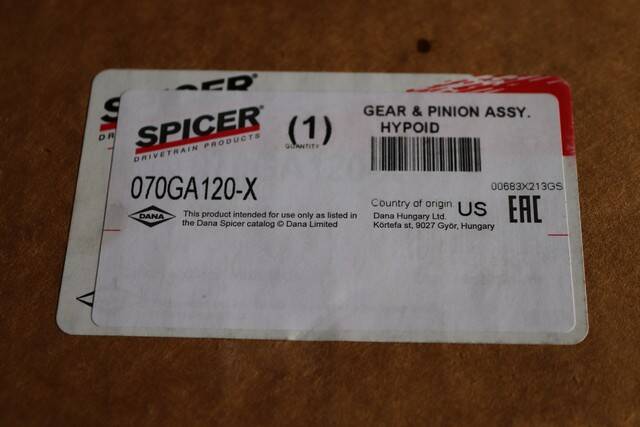 SPICER®
SPICER®
DRIVETRAIN PRODUCTS
(1)
QUANTITY
GEAR & PINION ASSY.
HYPOID
070GA120-X
00683X213GS
DANA
This product intended for use only as listed in
the Dana Spicer catalog © Dana Limited
Country of origin US
Dana Hungary Ltd.
Körtefa st, 9027 Györ, Hungary
EAC